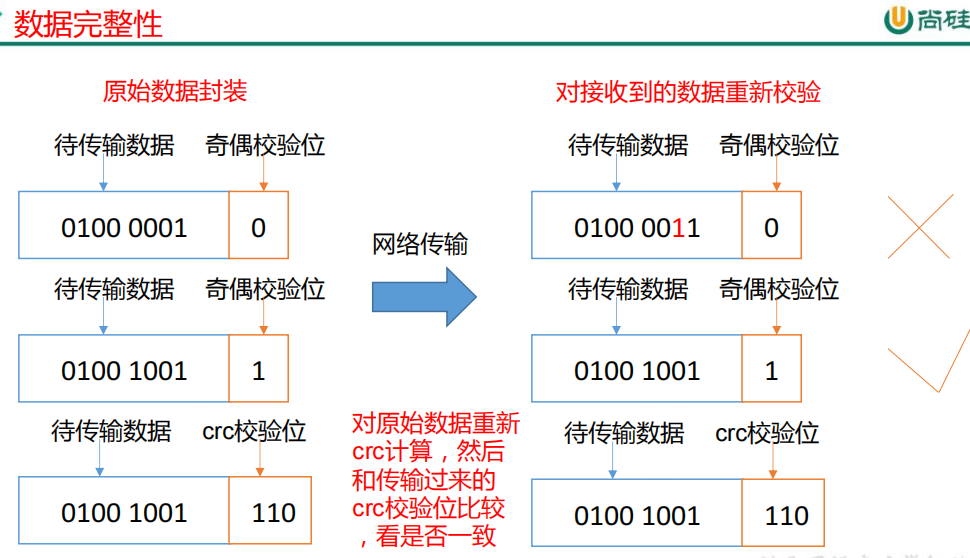 数据完整性
尚硅
原始数据封装
对接收到的数据重新校验
待传输数据 奇偶校验位
待传输数据 奇偶校验位
0100 0001 0
0100 0011 0
网络传输
待传输数据 奇偶校验位
待传输数据 奇偶校验位
0100 1001 1
0100 1001 1
待传输数据 crc校验位
对原始数据重新
crc计算，然后
和传输过来的
crc校验位比较
，看是否一致
待传输数据 crc校验位
0100 1001 110
0100 1001 110